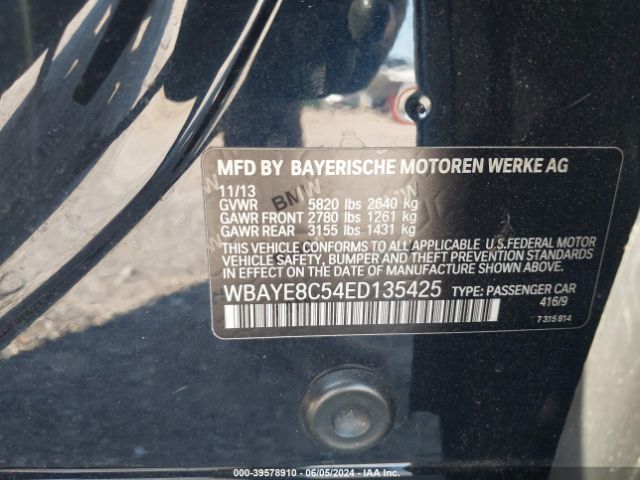 MFD BY BAYERISCHE MOTOREN WERKE AG
11/13
GVWR 5820 lbs 2640 kg
GAWR FRONT 2780 lbs 1261 kg
GAWR REAR 3155 lbs 1431 kg
THIS VEHICLE CONFORMS TO ALL APPLICABLE U.S.FEDERAL MOTOR
VEHICLE SAFETY, BUMPER, AND THEFT PREVENTION STANDARDS
IN EFFECT ON THE DATE OF MANUFACTURE SHOWN ABOVE.
WBAYE8C54ED135425 TYPE: PASSENGER CAR
416/9
7315814
000-39578910 - 06/05/2024 - IAA Inc.